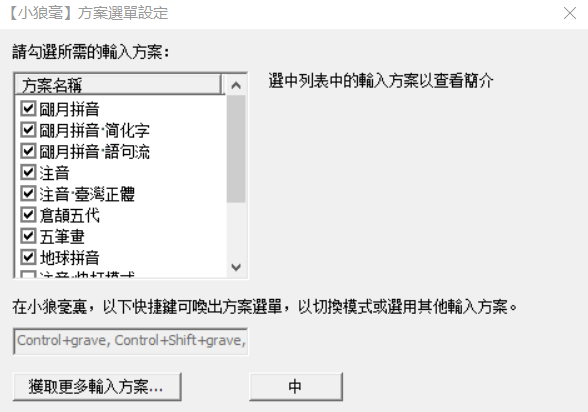 【小狼毫】方案選單設定
請勾選所需的輸入方案:
方案名稱
選中列表中的輸入方案以查看簡介
朙月拼音
朙月拼音·简化字
朙月拼音·語句流
注音
注音·臺灣正體
倉頡五代
五筆畫
地球拼音
注音·快打模式
在小狼毫裏，以下快捷鍵可喚出方案選單，以切換模式或選用其他輸入方案。
Control+grave, Control+Shift+grave,
獲取更多輸入方案...
中